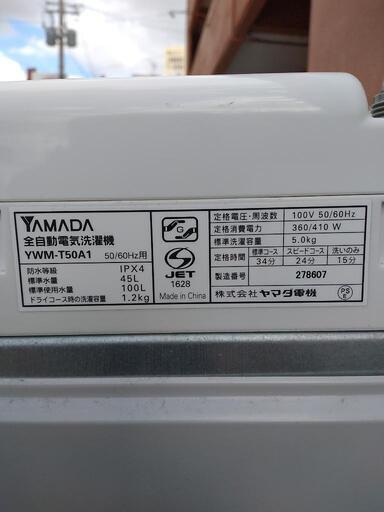 YAMADA
全自動電気洗濯機
YWM-T50A1 50/60Hz用
防水等級 IPX4
標準水量 45L
標準使用水量 100L
ドライコース時の洗濯容量 1.2kg
G
JET
1628
Made in China
定格電圧・周波数 100V 50/60Hz
定格消費電力 360/410 W
標準洗濯容量 5.0kg
定格時間 標準コース スピードコース 洗いのみ
34分 24分 15分
製造番号 278607
株式会社 ヤマダ電機
PS
E